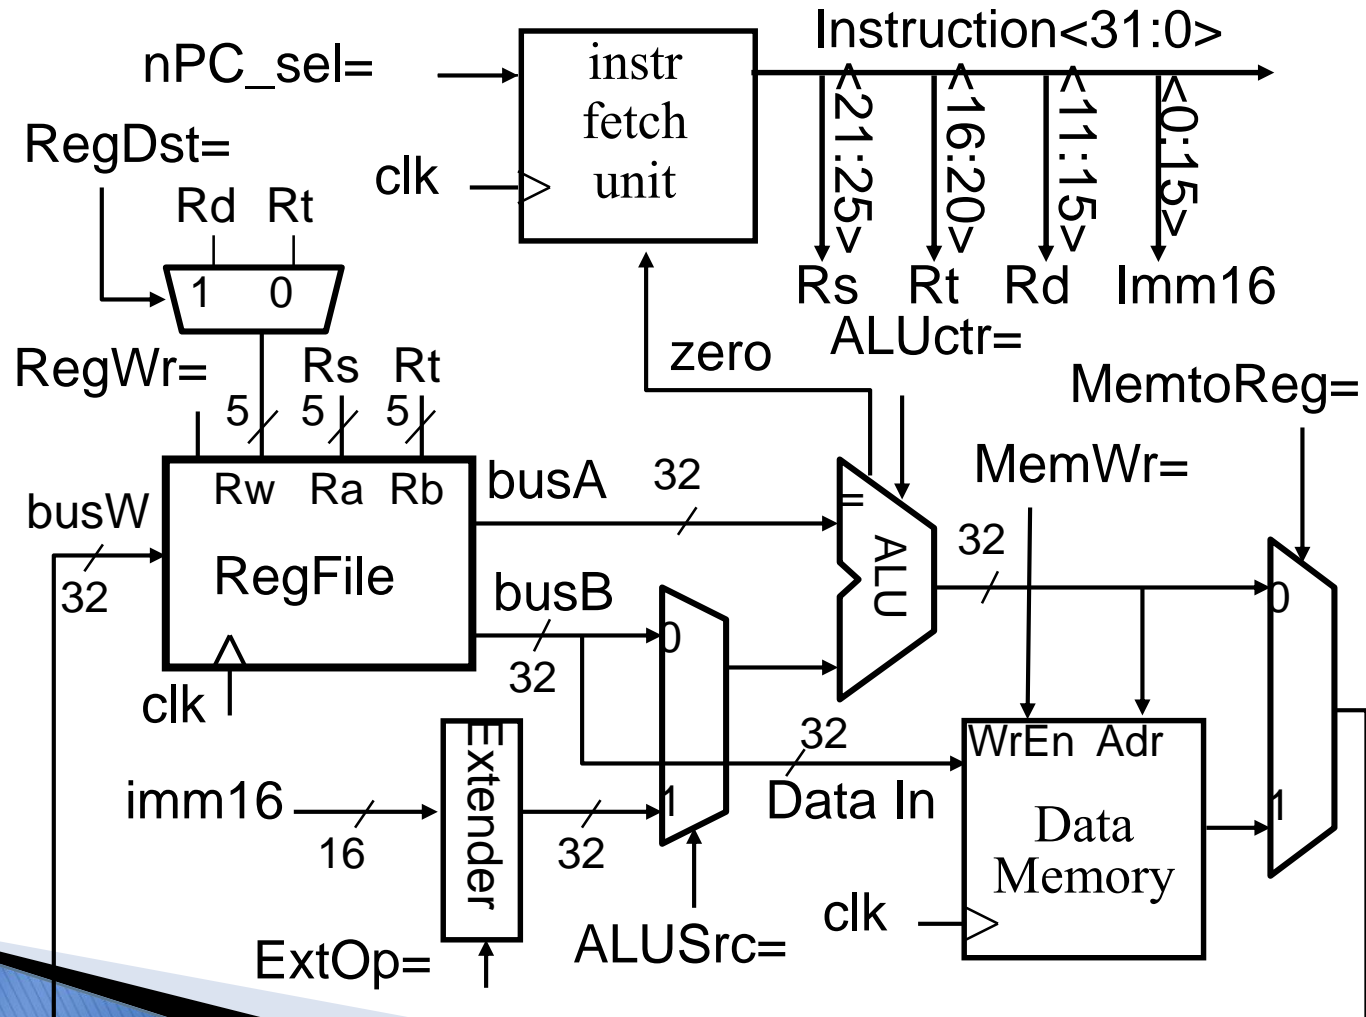 Instruction<31:0>
nPC_sel=
instr
fetch
unit
<21:25>
<16:20>
<11:15>
<0:15>
RegDst=
clk
Rd Rt
1 0
Rs Rt Rd Imm16
ALUctr=
zero
RegWr=
Rs Rt
MemtoReg=
5 5 5
Rw Ra Rb
busA
32
MemWr=
busW
32
RegFile
=
ALU
32
busB
32
0
0
clk
Extender
32
WrEn Adr
imm16
16
32
1
Data In
Data
Memory
1
clk
ExtOp=
ALUSrc=